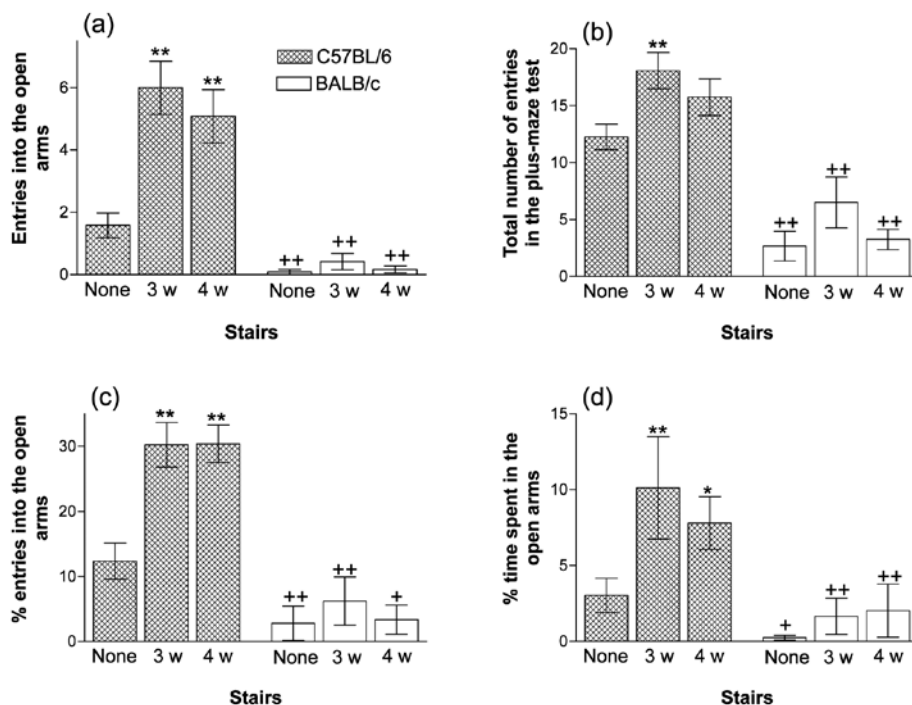 (a)
Entries into the open
arms
6
4
2
0
**
**
C57BL/6
BALB/c
++
++
++
None 3 w 4 w None 3 w 4 w
Stairs
(b)
Total number of entries
in the plus-maze test
20
15
10
5
0
**
++
++
++
None 3 w 4 w None 3 w 4 w
Stairs
(c)
% entries into the open
arms
30
20
10
0
**
**
++
++
+
None 3 w 4 w None 3 w 4 w
Stairs
(d)
% time spent in the
open arms
15
10
5
0
**
*
+
++
++
None 3 w 4 w None 3 w 4 w
Stairs